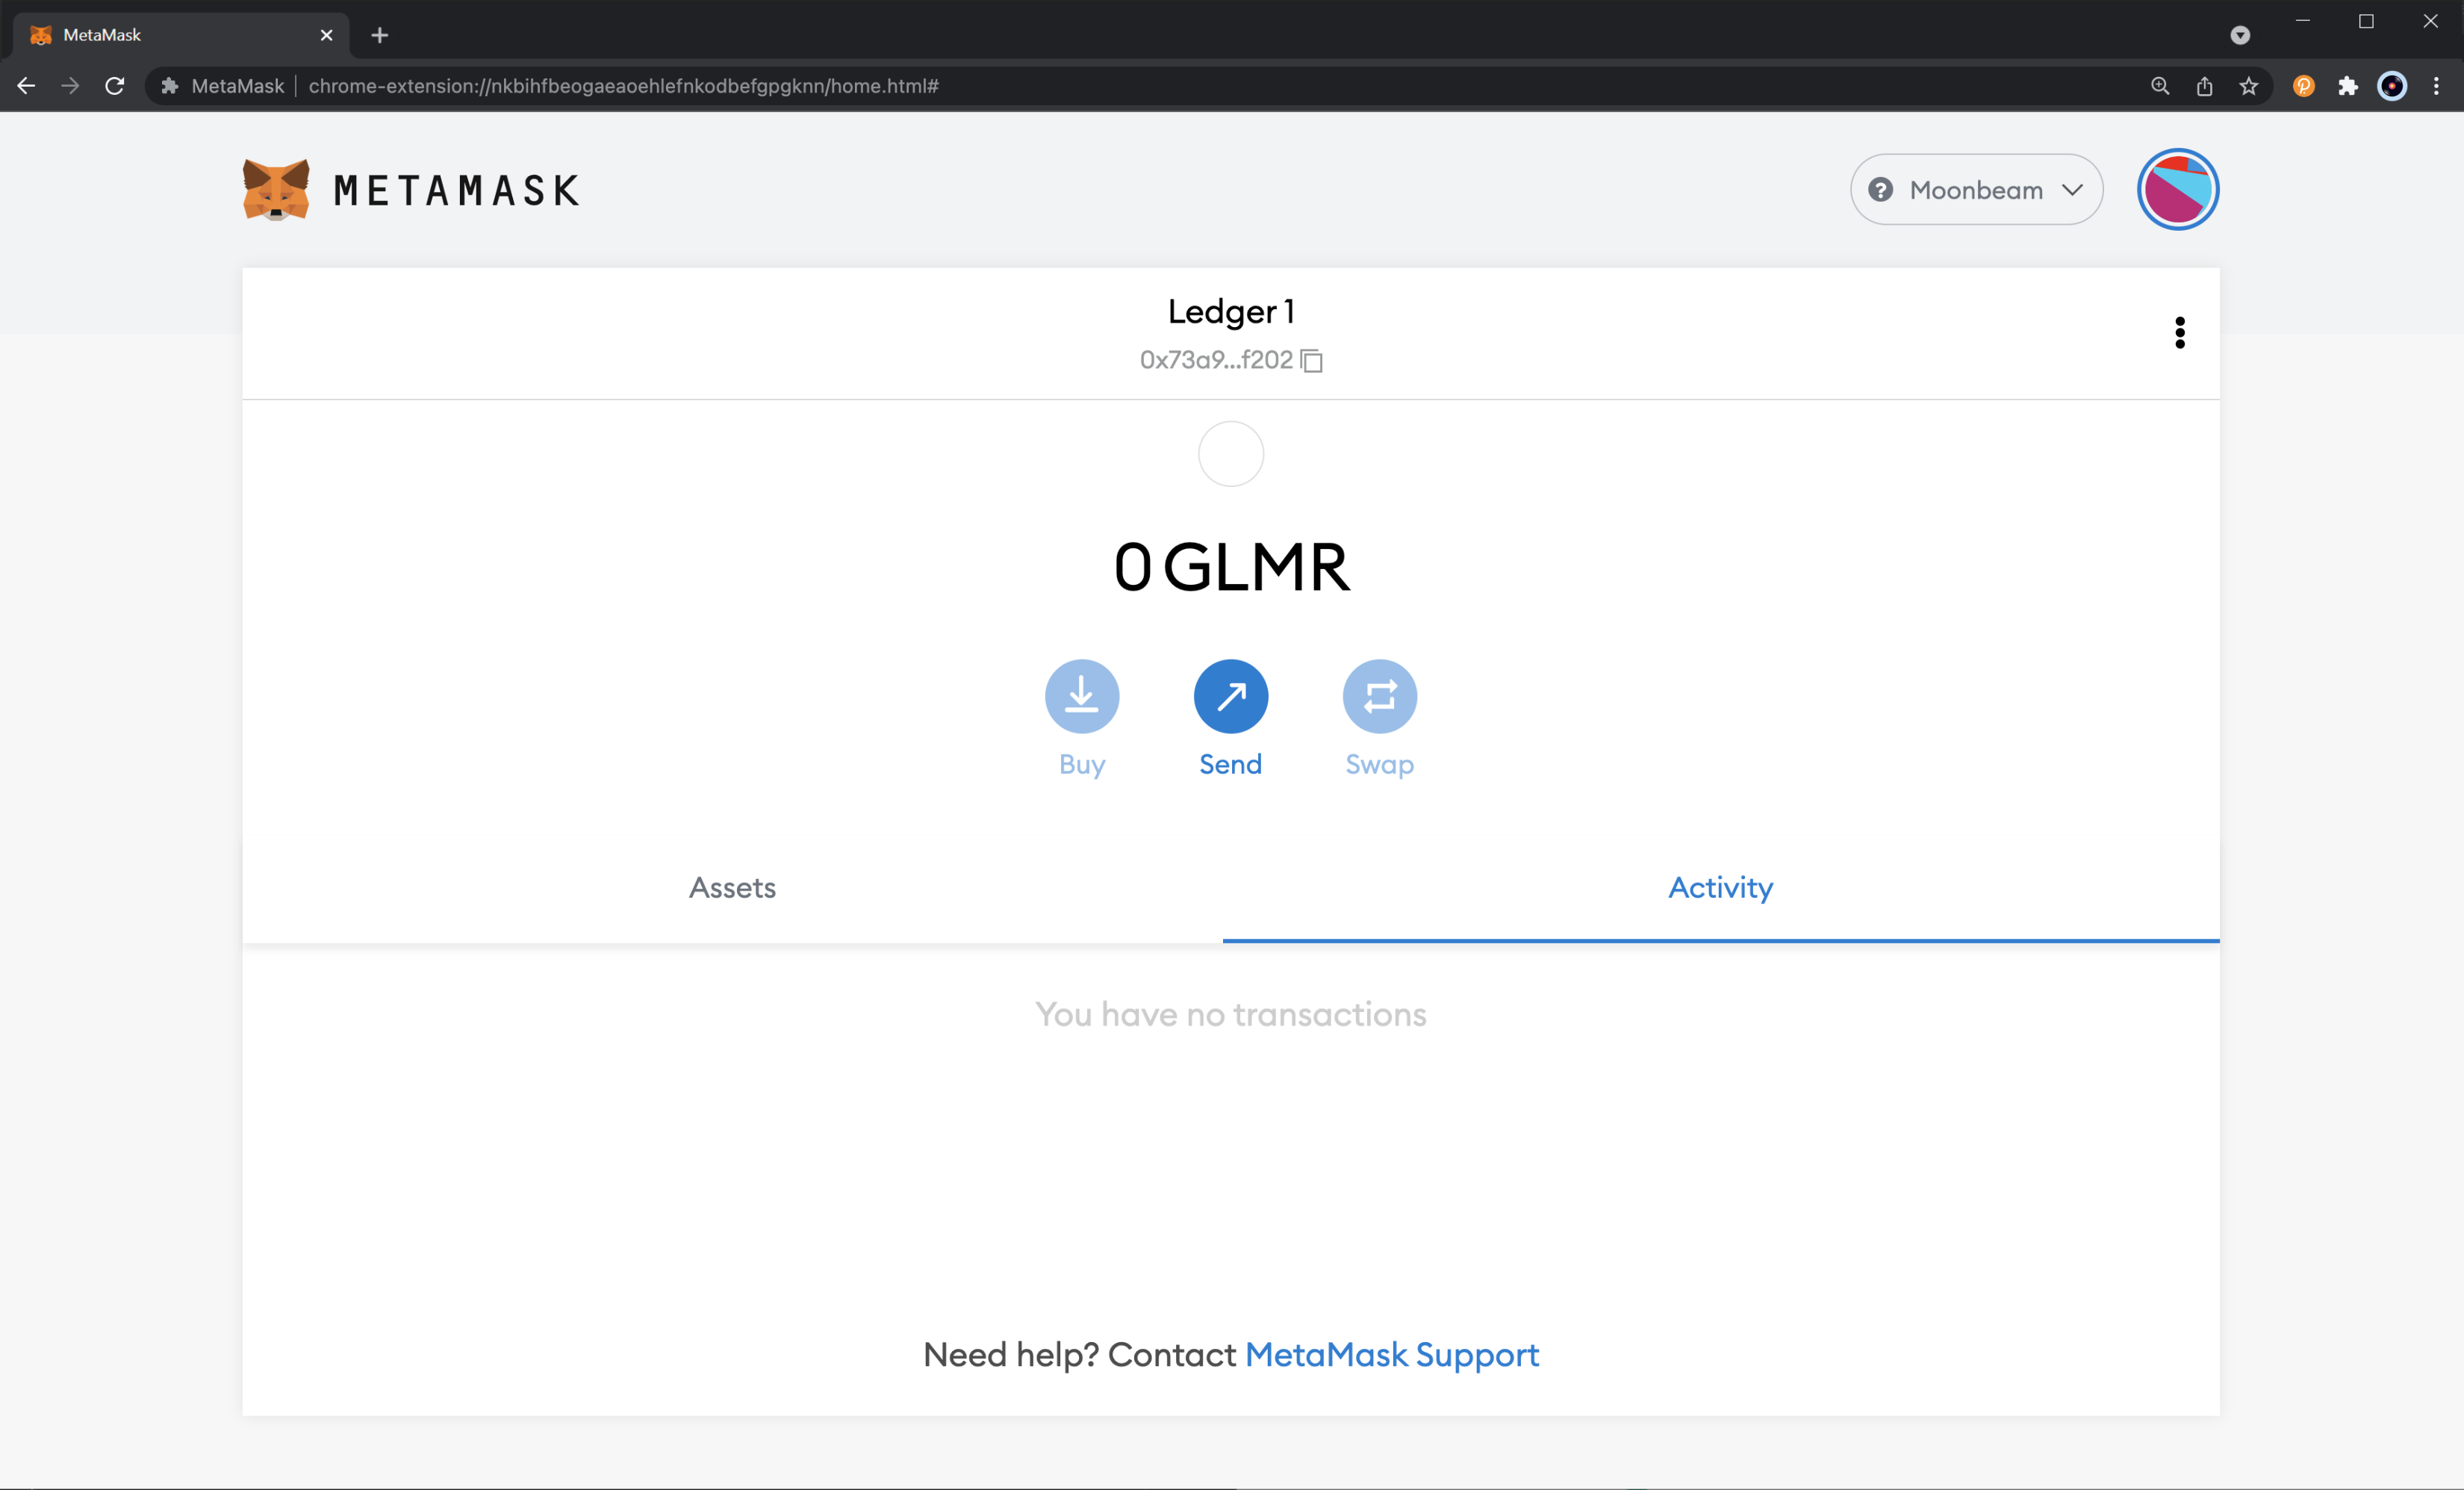 MetaMask
MetaMask chrome-extension://nkbihfbeogaeaoehlefnkodbefgpgknn/home.html#
METAMASK
Moonbeam
Ledger 1
0x73a9...f202
0 GLMR
Buy Send Swap
Assets Activity
You have no transactions
Need help? Contact MetaMask Support